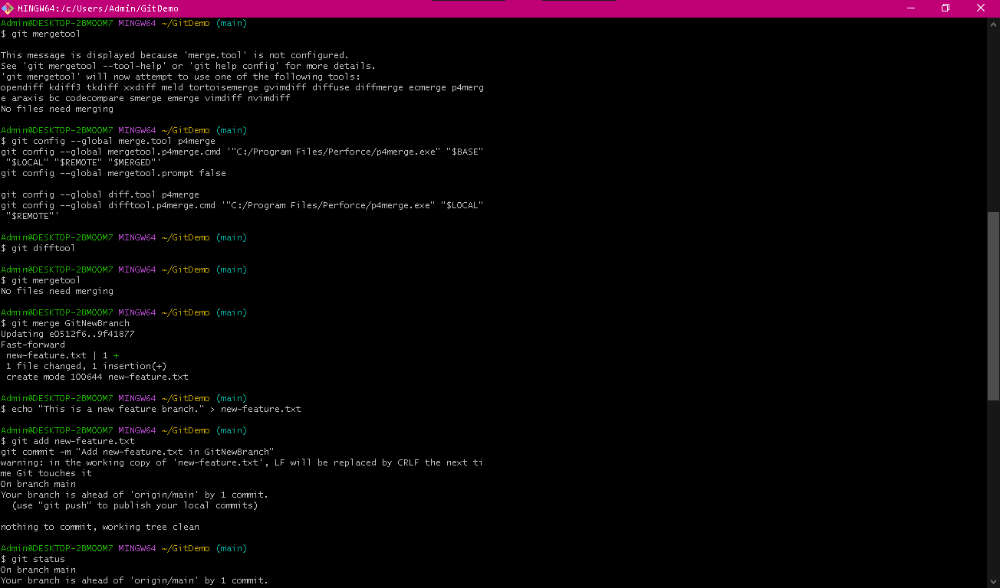 MINGW64:/c/Users/Admin/GitDemo
Admin@DESKTOP-2BMOOM7 MINGW64 ~/GitDemo (main)
$ git mergetool
This message is displayed because 'merge.tool' is not configured.
See 'git mergetool --tool-help' or 'git help config' for more details.
'git mergetool' will now attempt to use one of the following tools:
opendiff kdiff3 tkdiff xxdiff meld tortoisemerge gvimdiff diffuse diffmerge ecmerge p4merg
e araxis bc codecompare smerge emerge vimdiff nvimdiff
No files need merging
Admin@DESKTOP-2BMOOM7 MINGW64 ~/GitDemo (main)
$ git config --global merge.tool p4merge
git config --global mergetool.p4merge.cmd '"C:/Program Files/Perforce/p4merge.exe" "$BASE"
 "$LOCAL" "$REMOTE" "$MERGED"'
git config --global mergetool.prompt false
git config --global diff.tool p4merge
git config --global difftool.p4merge.cmd '"C:/Program Files/Perforce/p4merge.exe" "$LOCAL"
 "$REMOTE"'
Admin@DESKTOP-2BMOOM7 MINGW64 ~/GitDemo (main)
$ git difftool
Admin@DESKTOP-2BMOOM7 MINGW64 ~/GitDemo (main)
$ git mergetool
No files need merging
Admin@DESKTOP-2BMOOM7 MINGW64 ~/GitDemo (main)
$ git merge GitNewBranch
Updating e0512f6..9f41877
Fast-forward
 new-feature.txt | 1 +
 1 file changed, 1 insertion(+)
 create mode 100644 new-feature.txt
Admin@DESKTOP-2BMOOM7 MINGW64 ~/GitDemo (main)
$ echo "This is a new feature branch." > new-feature.txt
Admin@DESKTOP-2BMOOM7 MINGW64 ~/GitDemo (main)
$ git add new-feature.txt
git commit -m "Add new-feature.txt in GitNewBranch"
warning: in the working copy of 'new-feature.txt', LF will be replaced by CRLF the next ti
me Git touches it
On branch main
Your branch is ahead of 'origin/main' by 1 commit.
  (use "git push" to publish your local commits)
nothing to commit, working tree clean
Admin@DESKTOP-2BMOOM7 MINGW64 ~/GitDemo (main)
$ git status
On branch main
Your branch is ahead of 'origin/main' by 1 commit.